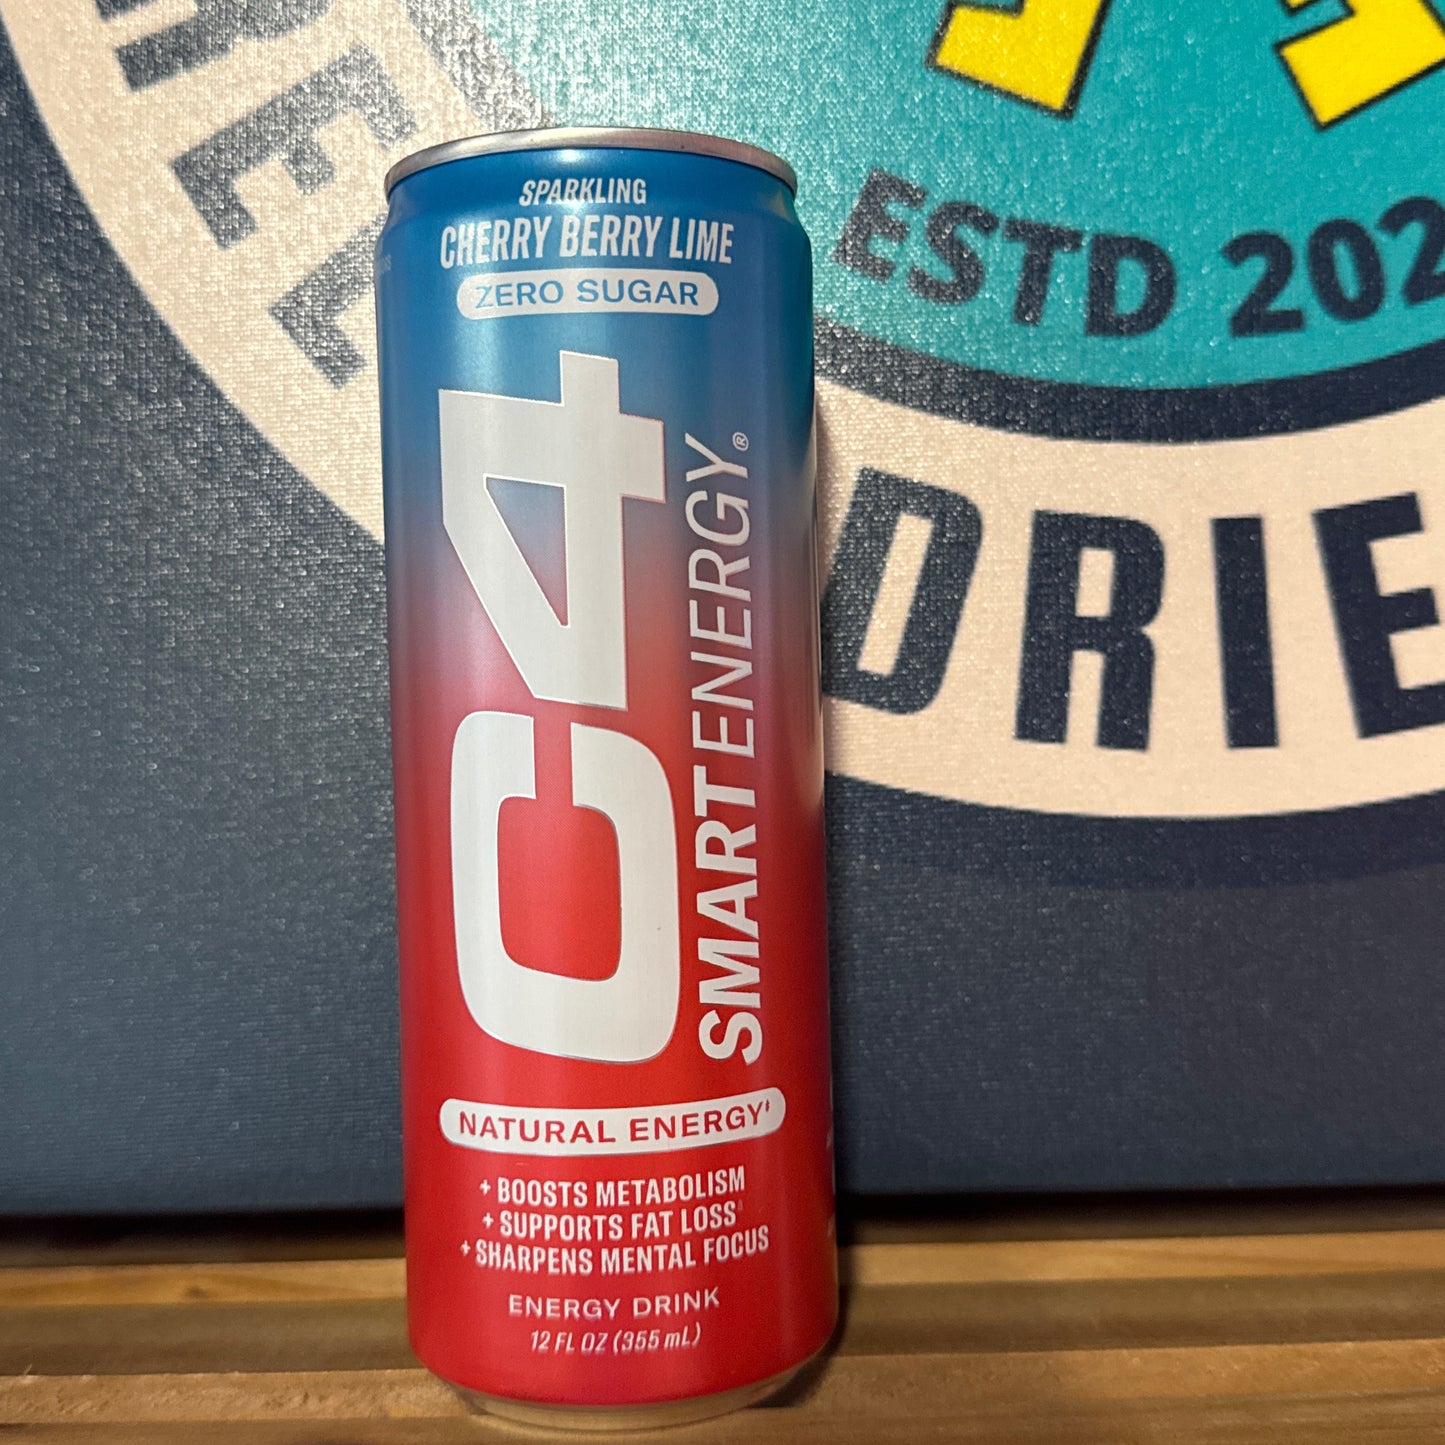 SPARKLING
CHERRY BERRY LIME
ZERO SUGAR
C4
SMART ENERGY®
NATURAL ENERGY‡
+ BOOSTS METABOLISM
+ SUPPORTS FAT LOSS
+ SHARPENS MENTAL FOCUS
ENERGY DRINK
12 FL OZ (355 mL)
ESTD 202
DRIE